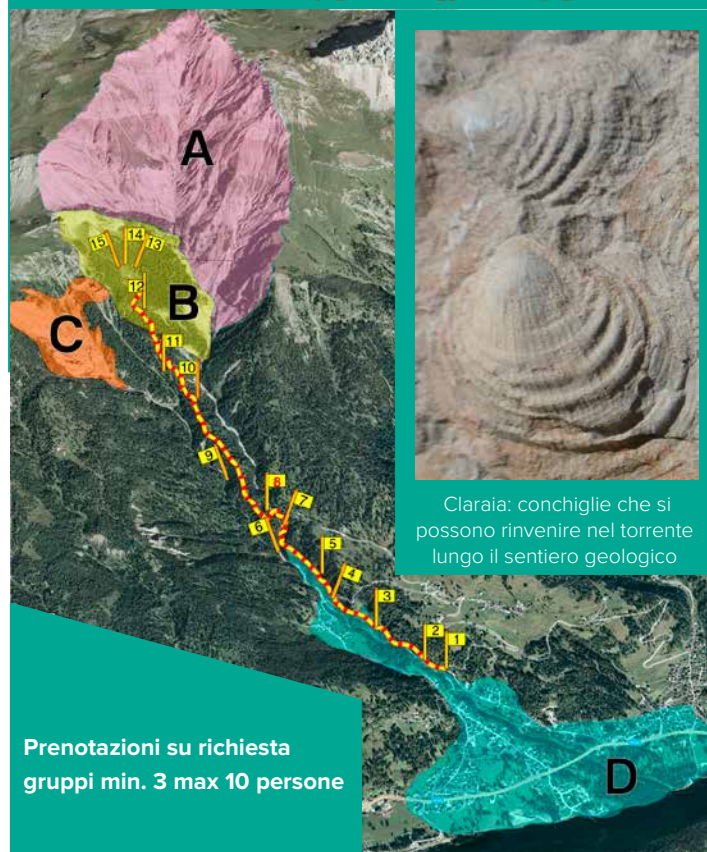 A
15
14
13
12
B
C
11
10
9
8
7
6
5
4
3
2
1
D
Claraia: conchiglie che si
possono rinvenire nel torrente
lungo il sentiero geologico
Prenotazioni su richiesta
gruppi min. 3 max 10 persone